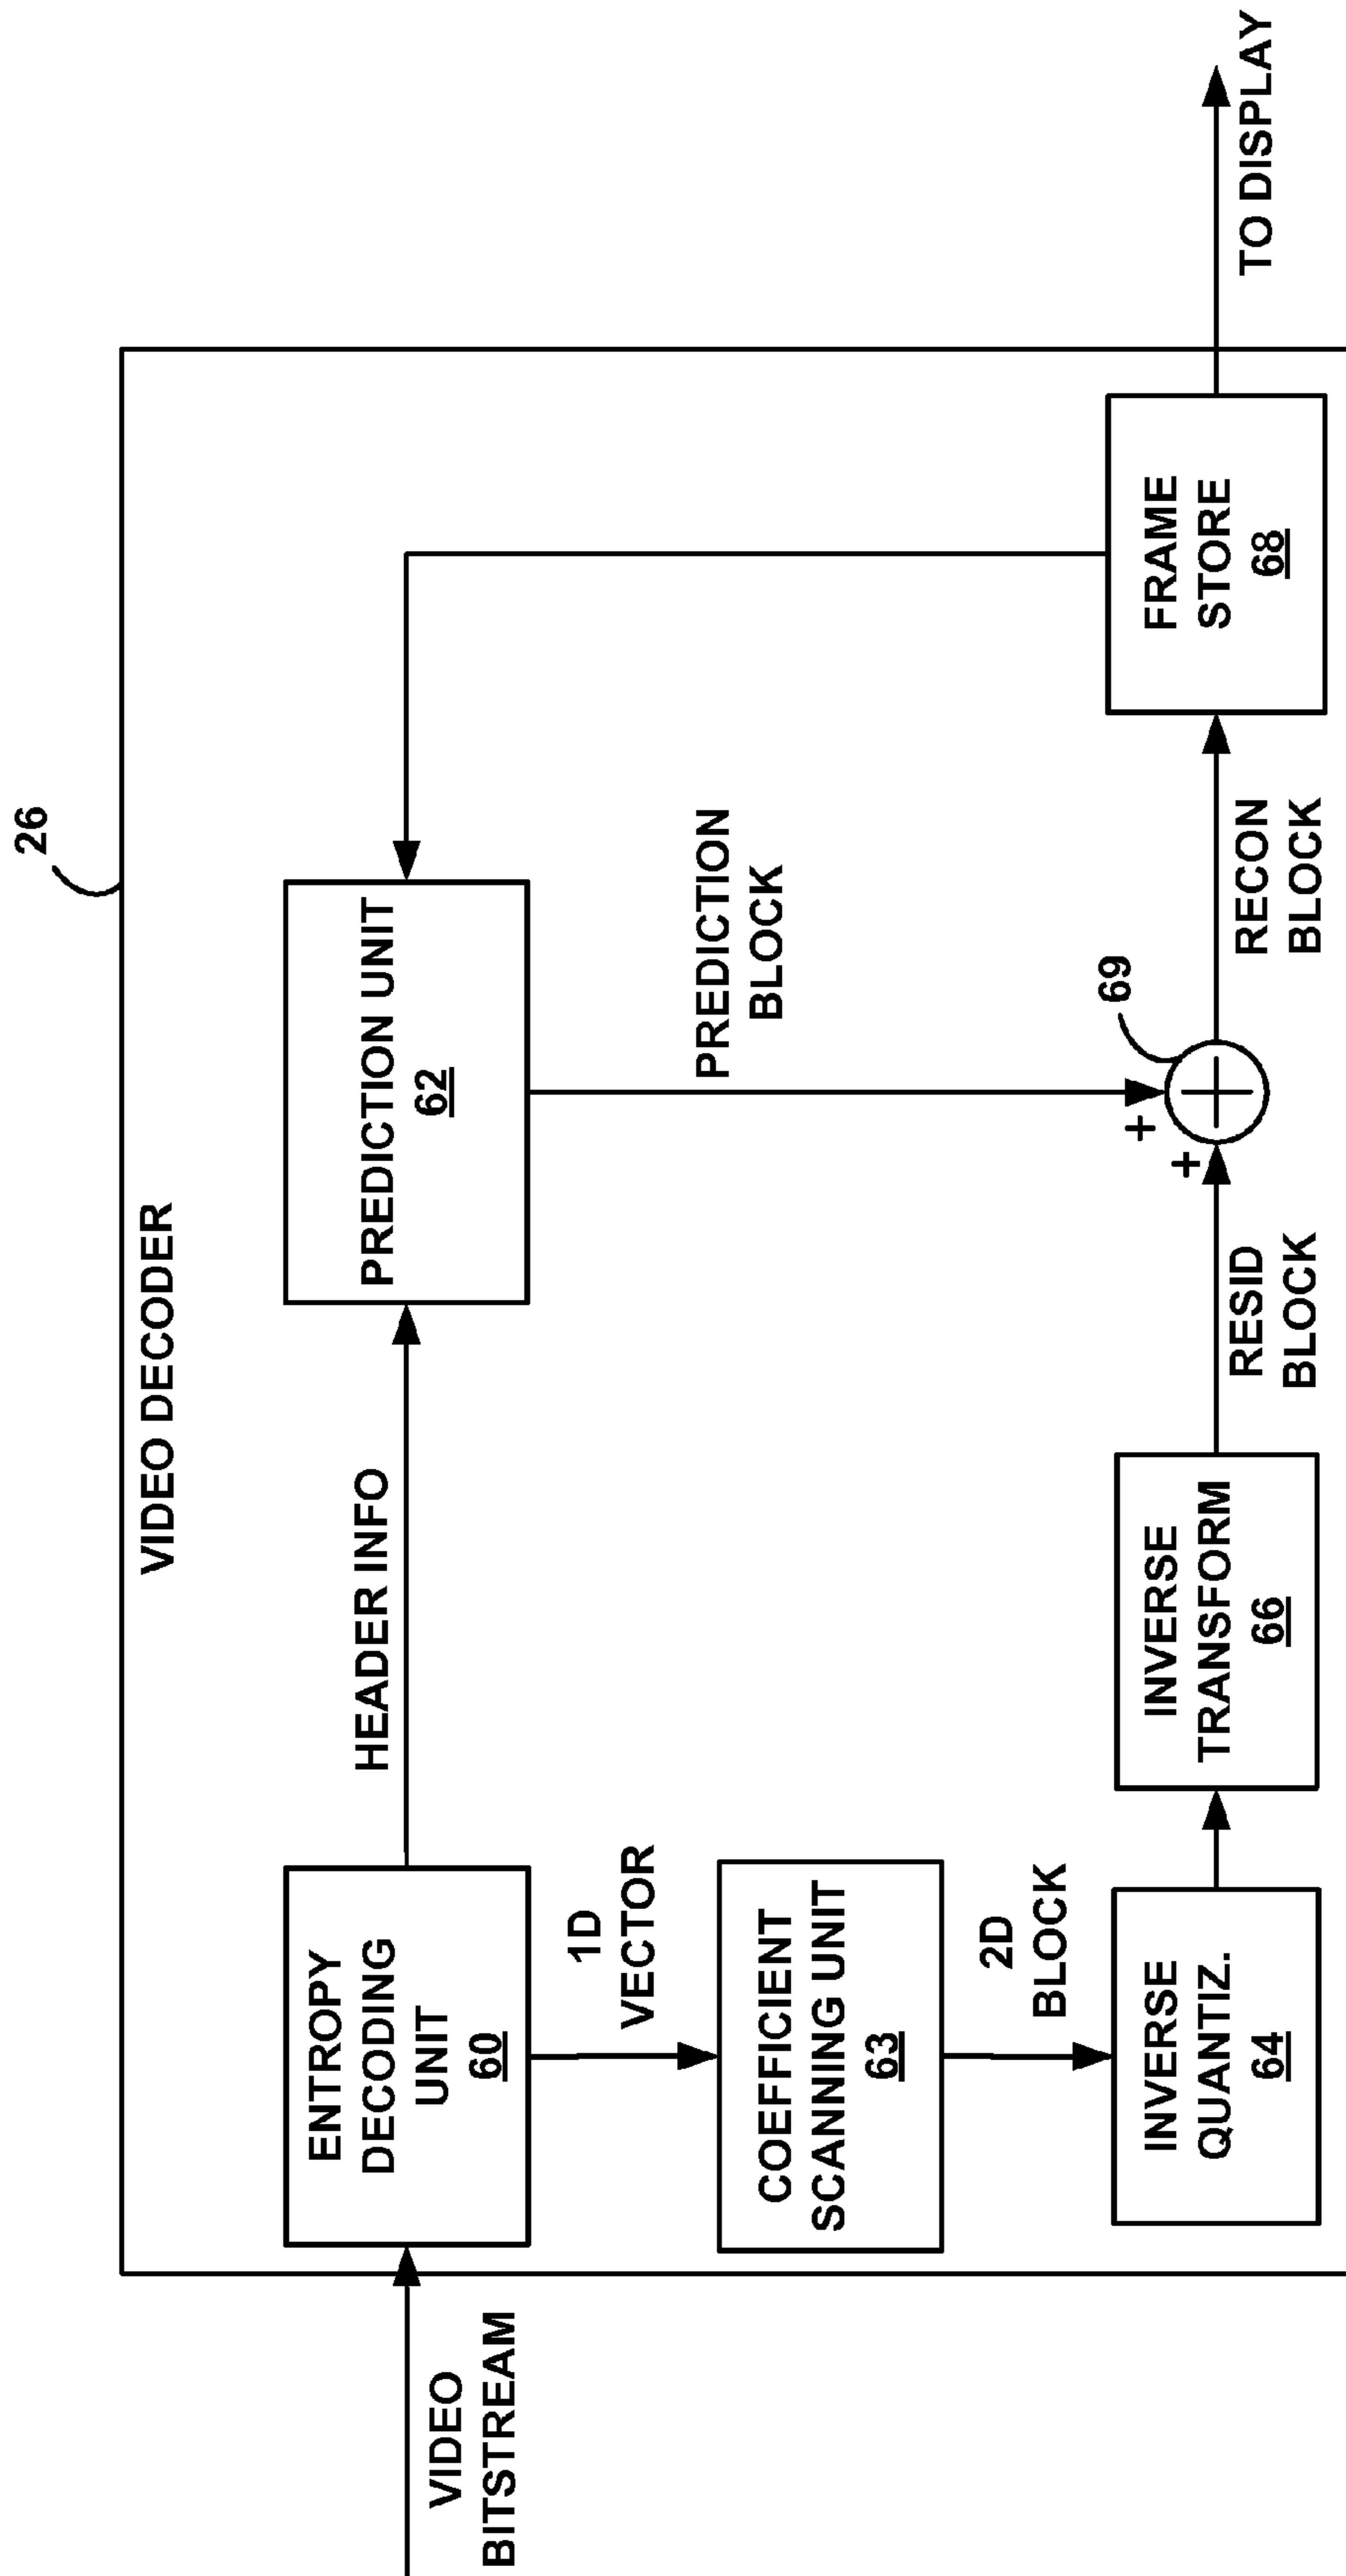 26
VIDEO DECODER
VIDEO
BITSTREAM
ENTROPY
DECODING
UNIT
60
HEADER INFO
PREDICTION UNIT
62
1D
VECTOR
PREDICTION
BLOCK
COEFFICIENT
SCANNING UNIT
63
2D
BLOCK
INVERSE
QUANTIZ.
64
INVERSE
TRANSFORM
66
RESID
BLOCK
+
+
69
RECON
BLOCK
FRAME
STORE
68
TO DISPLAY